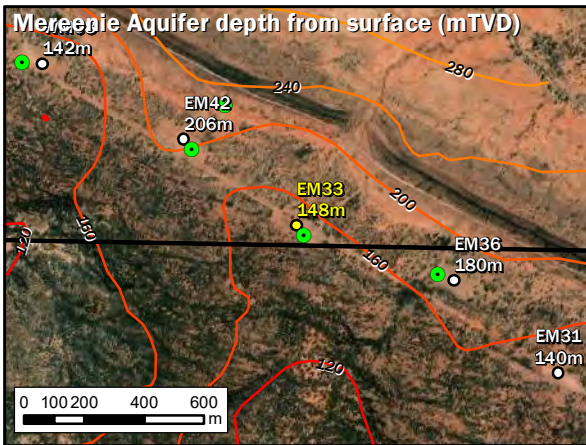 Mereenie Aquifer depth from surface (mTVD)
142m
280
240
EM42
206m
EM33
148m
200
160
120
160
EM36
180m
120
EM31
140m
0 100 200 400 600
m